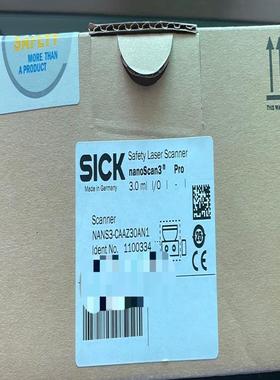 SAFETY
MORE THAN
A PRODUCT
SICK
Made in Germany
Safety Laser Scanner
nanoScan3® Pro
3.0 m| I/O | - |
Scanner
NANS3-CAAZ30AN1
Ident No. 1100334